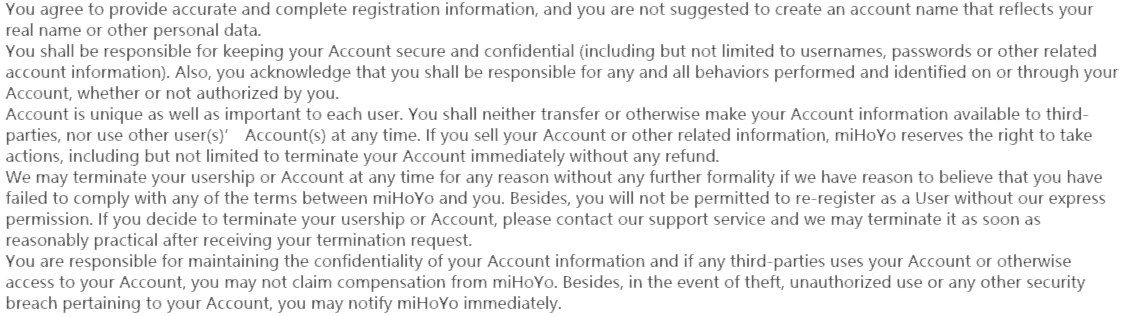 You agree to provide accurate and complete registration information, and you are not suggested to create an account name that reflects your
real name or other personal data.
You shall be responsible for keeping your Account secure and confidential (including but not limited to usernames, passwords or other related
account information). Also, you acknowledge that you shall be responsible for any and all behaviors performed and identified on or through your
Account, whether or not authorized by you.
Account is unique as well as important to each user. You shall neither transfer or otherwise make your Account information available to third-
parties, nor use other user(s)’ Account(s) at any time. If you sell your Account or other related information, miHoYo reserves the right to take
actions, including but not limited to terminate your Account immediately without any refund.
We may terminate your usership or Account at any time for any reason without any further formality if we have reason to believe that you have
failed to comply with any of the terms between miHoYo and you. Besides, you will not be permitted to re-register as a User without our express
permission. If you decide to terminate your usership or Account, please contact our support service and we may terminate it as soon as
reasonably practical after receiving your termination request.
You are responsible for maintaining the confidentiality of your Account information and if any third-parties uses your Account or otherwise
access to your Account, you may not claim compensation from miHoYo. Besides, in the event of theft, unauthorized use or any other security
breach pertaining to your Account, you may notify miHoYo immediately.